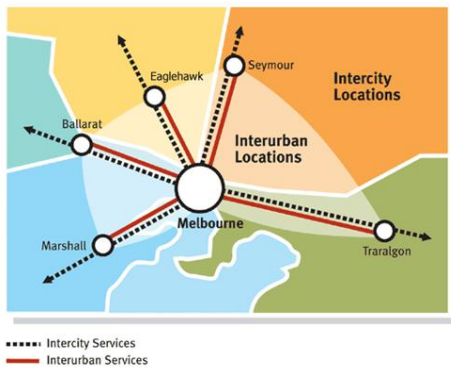 Seymour
Eaglehawk
Intercity
Locations
Ballarat
Interurban
Locations
Melbourne
Marshall
Traralgon
Intercity Services
Interurban Services